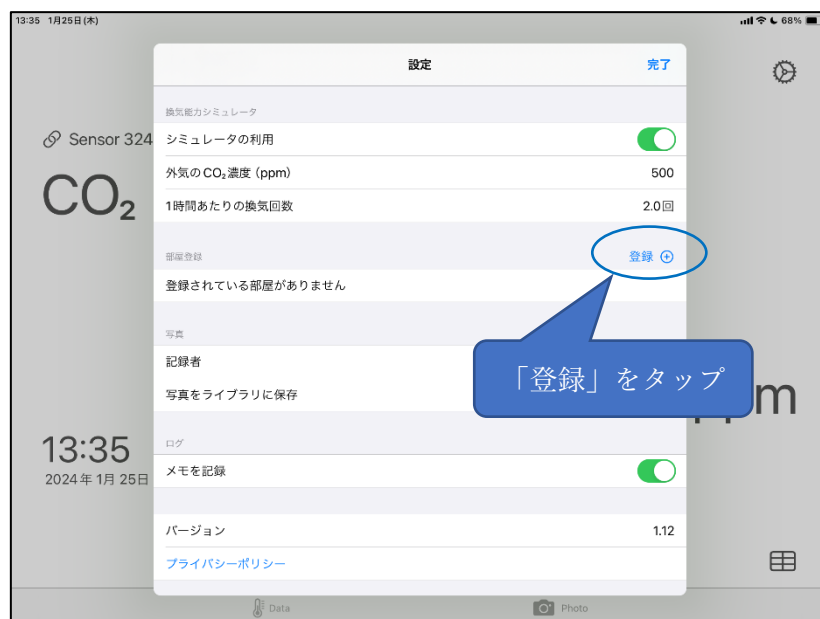 13:35 1月25日(木)
68%
設定
完了
換気能力シミュレータ
Sensor 324
シミュレータの利用
外気のCO₂濃度 (ppm)
500
CO₂
1時間あたりの換気回数
2.0回
部屋登録
登録
登録されている部屋がありません
写真
記録者
「登録」をタップ
写真をライブラリに保存
ログ
13:35
メモを記録
2024年 1月 25日
バージョン
1.12
プライバシーポリシー
Data
Photo